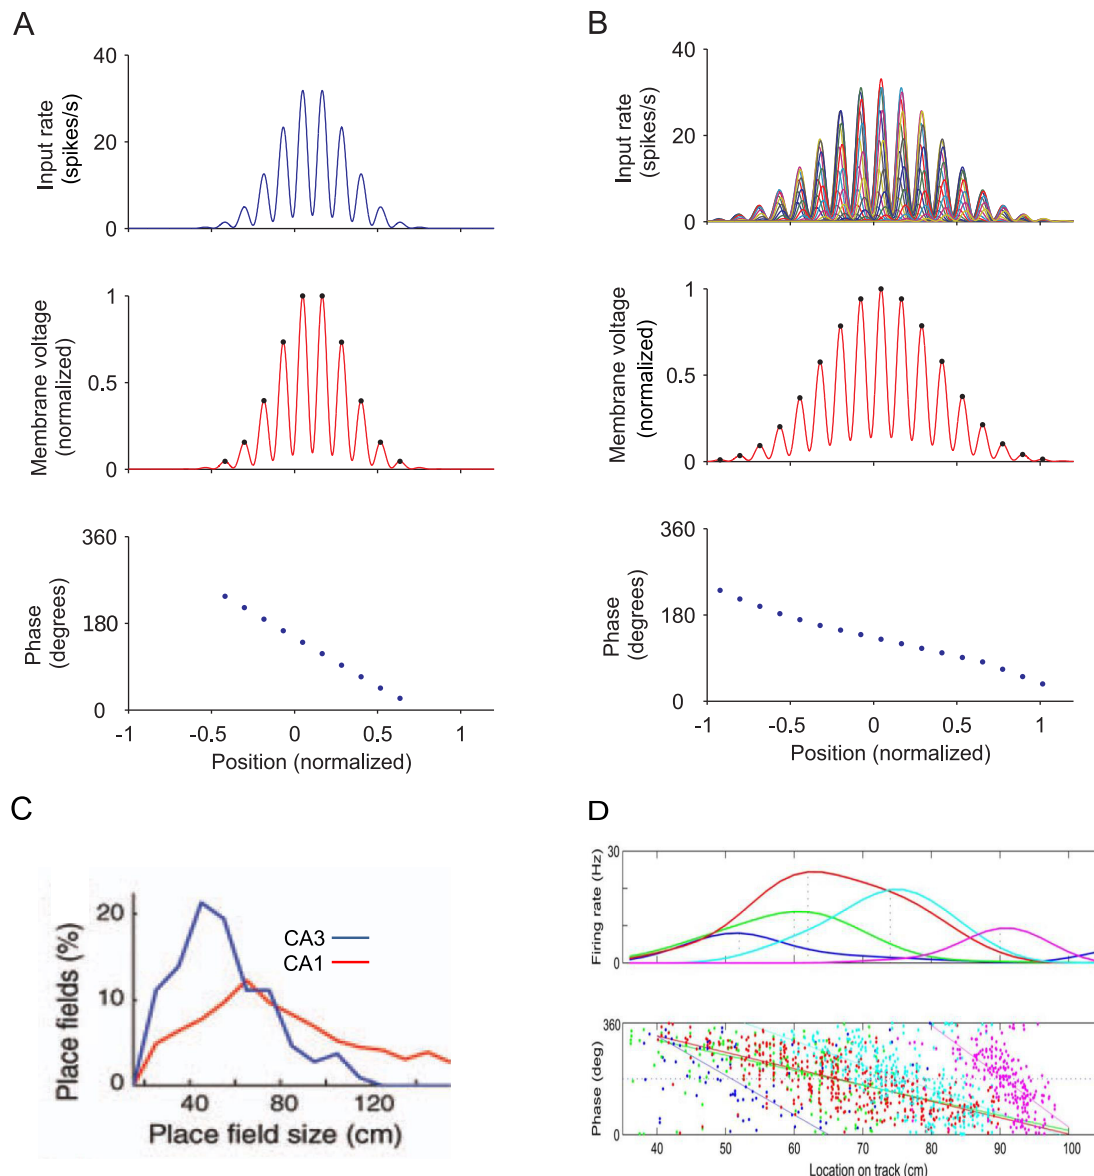 A
B
40
20
0
Input rate
(spikes/s)
40
20
0
Input rate
(spikes/s)
1
0.5
0
Membrane voltage
(normalized)
1
0.5
0
Membrane voltage
(normalized)
360
180
0
Phase
(degrees)
-1 -0.5 0 0.5 1
Position (normalized)
360
180
0
Phase
(degrees)
-1 -0.5 0 0.5 1
Position (normalized)
C
D
20
10
0
Place fields (%)
CA3
CA1
40 80 120
Place field size (cm)
30
0
Firing rate (Hz)
360
0
Phase (deg)
40 50 60 70 80 90 100
Location on track (cm)